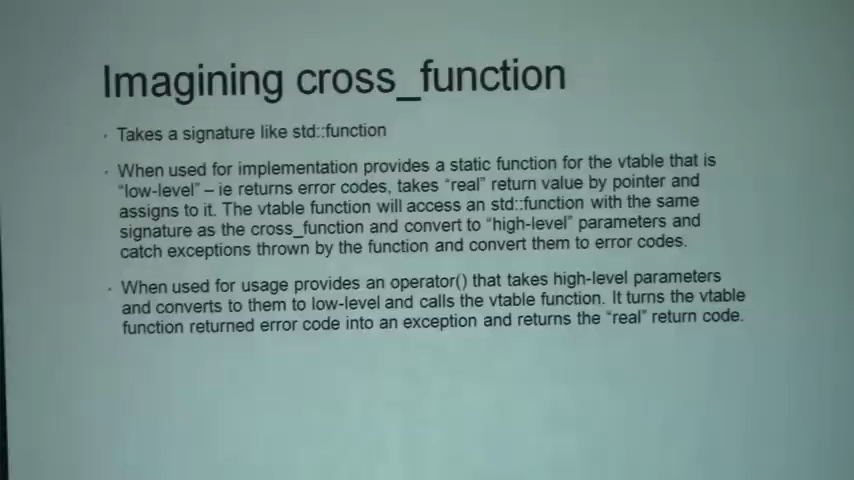 Imagining cross_function
· Takes a signature like std::function
· When used for implementation provides a static function for the vtable that is
“low-level” – ie returns error codes, takes “real” return value by pointer and
assigns to it. The vtable function will access an std::function with the same
signature as the cross_function and convert to “high-level” parameters and
catch exceptions thrown by the function and convert them to error codes.
· When used for usage provides an operator() that takes high-level parameters
and converts to them to low-level and calls the vtable function. It turns the vtable
function returned error code into an exception and returns the “real” return code.